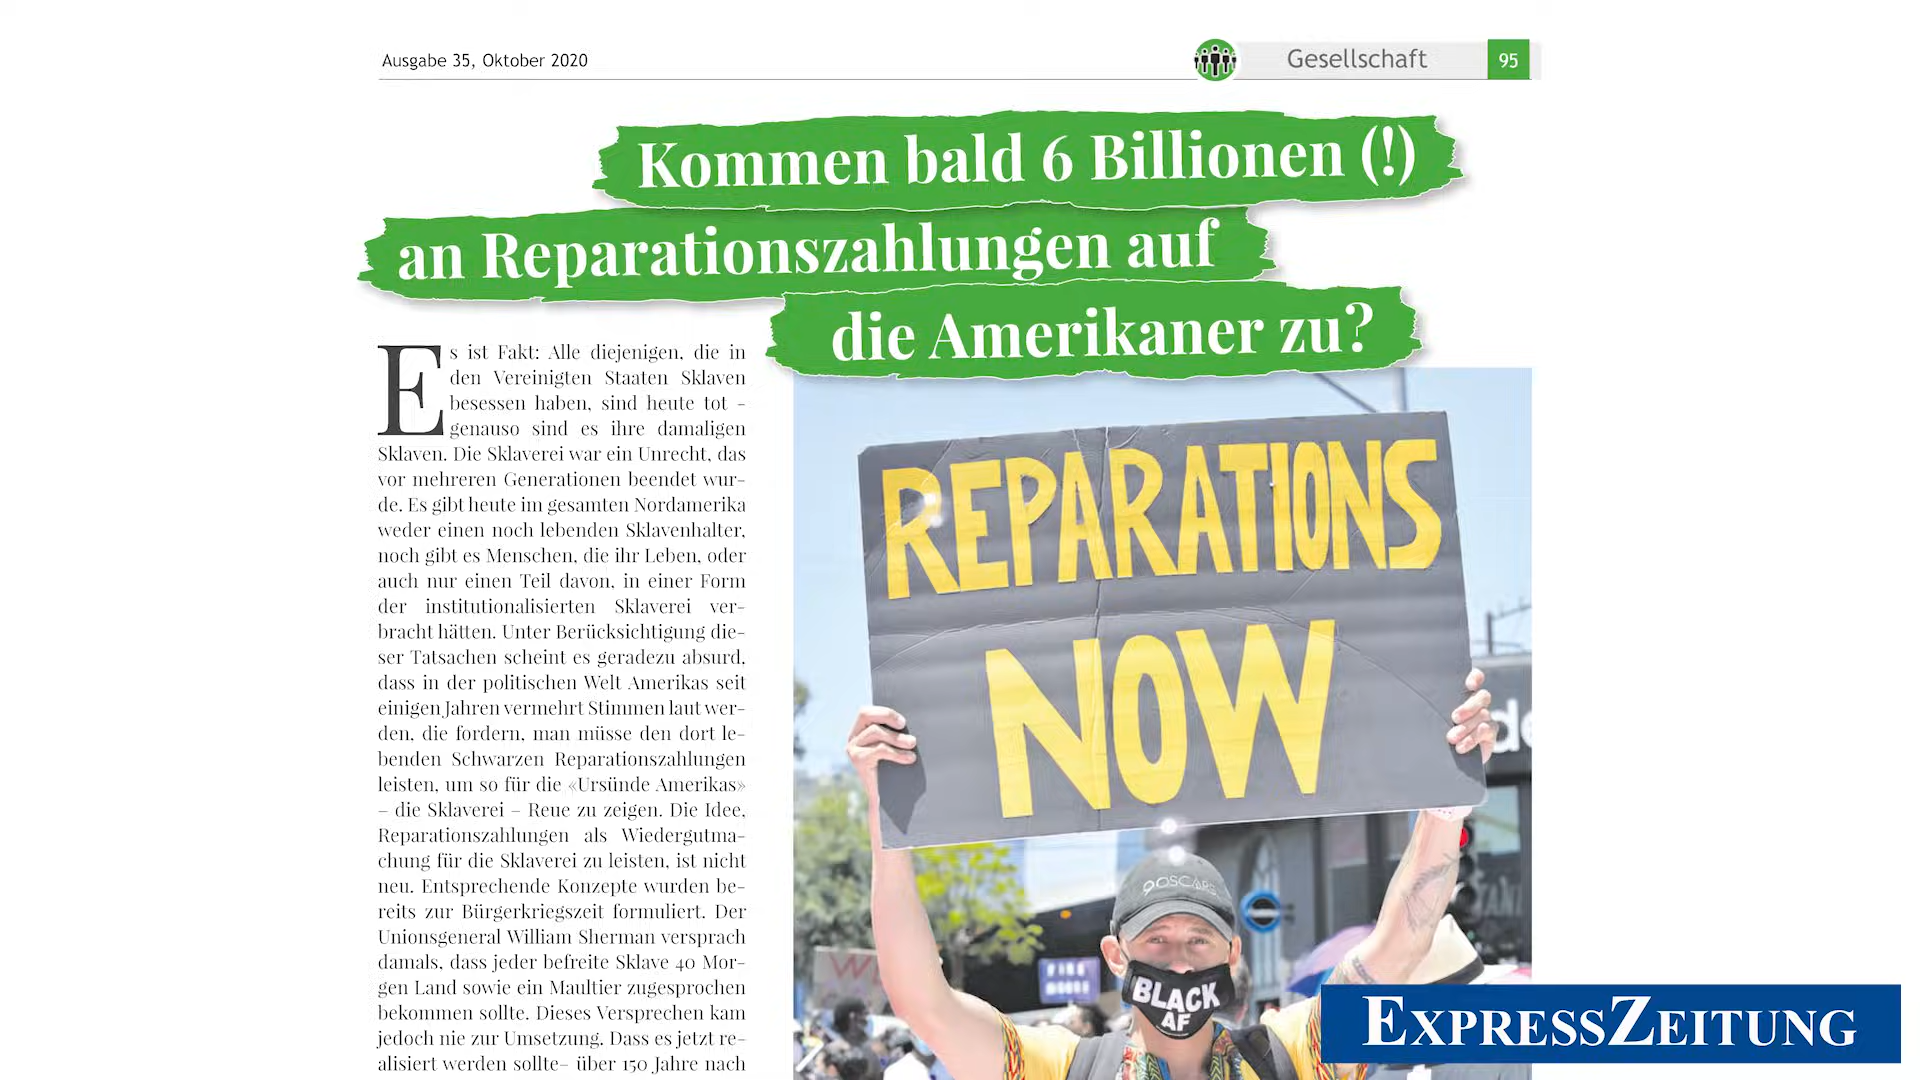 Ausgabe 35, Oktober 2020
Gesellschaft
95
Kommen bald 6 Billionen (!)
an Reparationszahlungen auf
die Amerikaner zu?
Es ist Fakt: Alle diejenigen, die in
den Vereinigten Staaten Sklaven
besessen haben, sind heute tot -
genauso sind es ihre damaligen
Sklaven. Die Sklaverei war ein Unrecht, das
vor mehreren Generationen beendet wur-
de. Es gibt heute im gesamten Nordamerika
weder einen noch lebenden Sklavenhalter,
noch gibt es Menschen, die ihr Leben, oder
auch nur einen Teil davon, in einer Form
der institutionalisierten Sklaverei ver-
bracht hätten. Unter Berücksichtigung die-
ser Tatsachen scheint es geradezu absurd,
dass in der politischen Welt Amerikas seit
einigen Jahren vermehrt Stimmen laut wer-
den, die fordern, man müsse den dort le-
benden Schwarzen Reparationszahlungen
leisten, um so für die «Ursünde Amerikas»
– die Sklaverei – Reue zu zeigen. Die Idee,
Reparationszahlungen als Wiedergutma-
chung für die Sklaverei zu leisten, ist nicht
neu. Entsprechende Konzepte wurden be-
reits zur Bürgerkriegszeit formuliert. Der
Unionsgeneral William Sherman versprach
damals, dass jeder befreite Sklave 40 Mor-
gen Land sowie ein Maultier zugesprochen
bekommen sollte. Dieses Versprechen kam
jedoch nie zur Umsetzung. Dass es jetzt re-
alisiert werden sollte– über 150 Jahre nach
REPARATIONS
NOW
BLACK
AF
EXPRESSZEITUNG